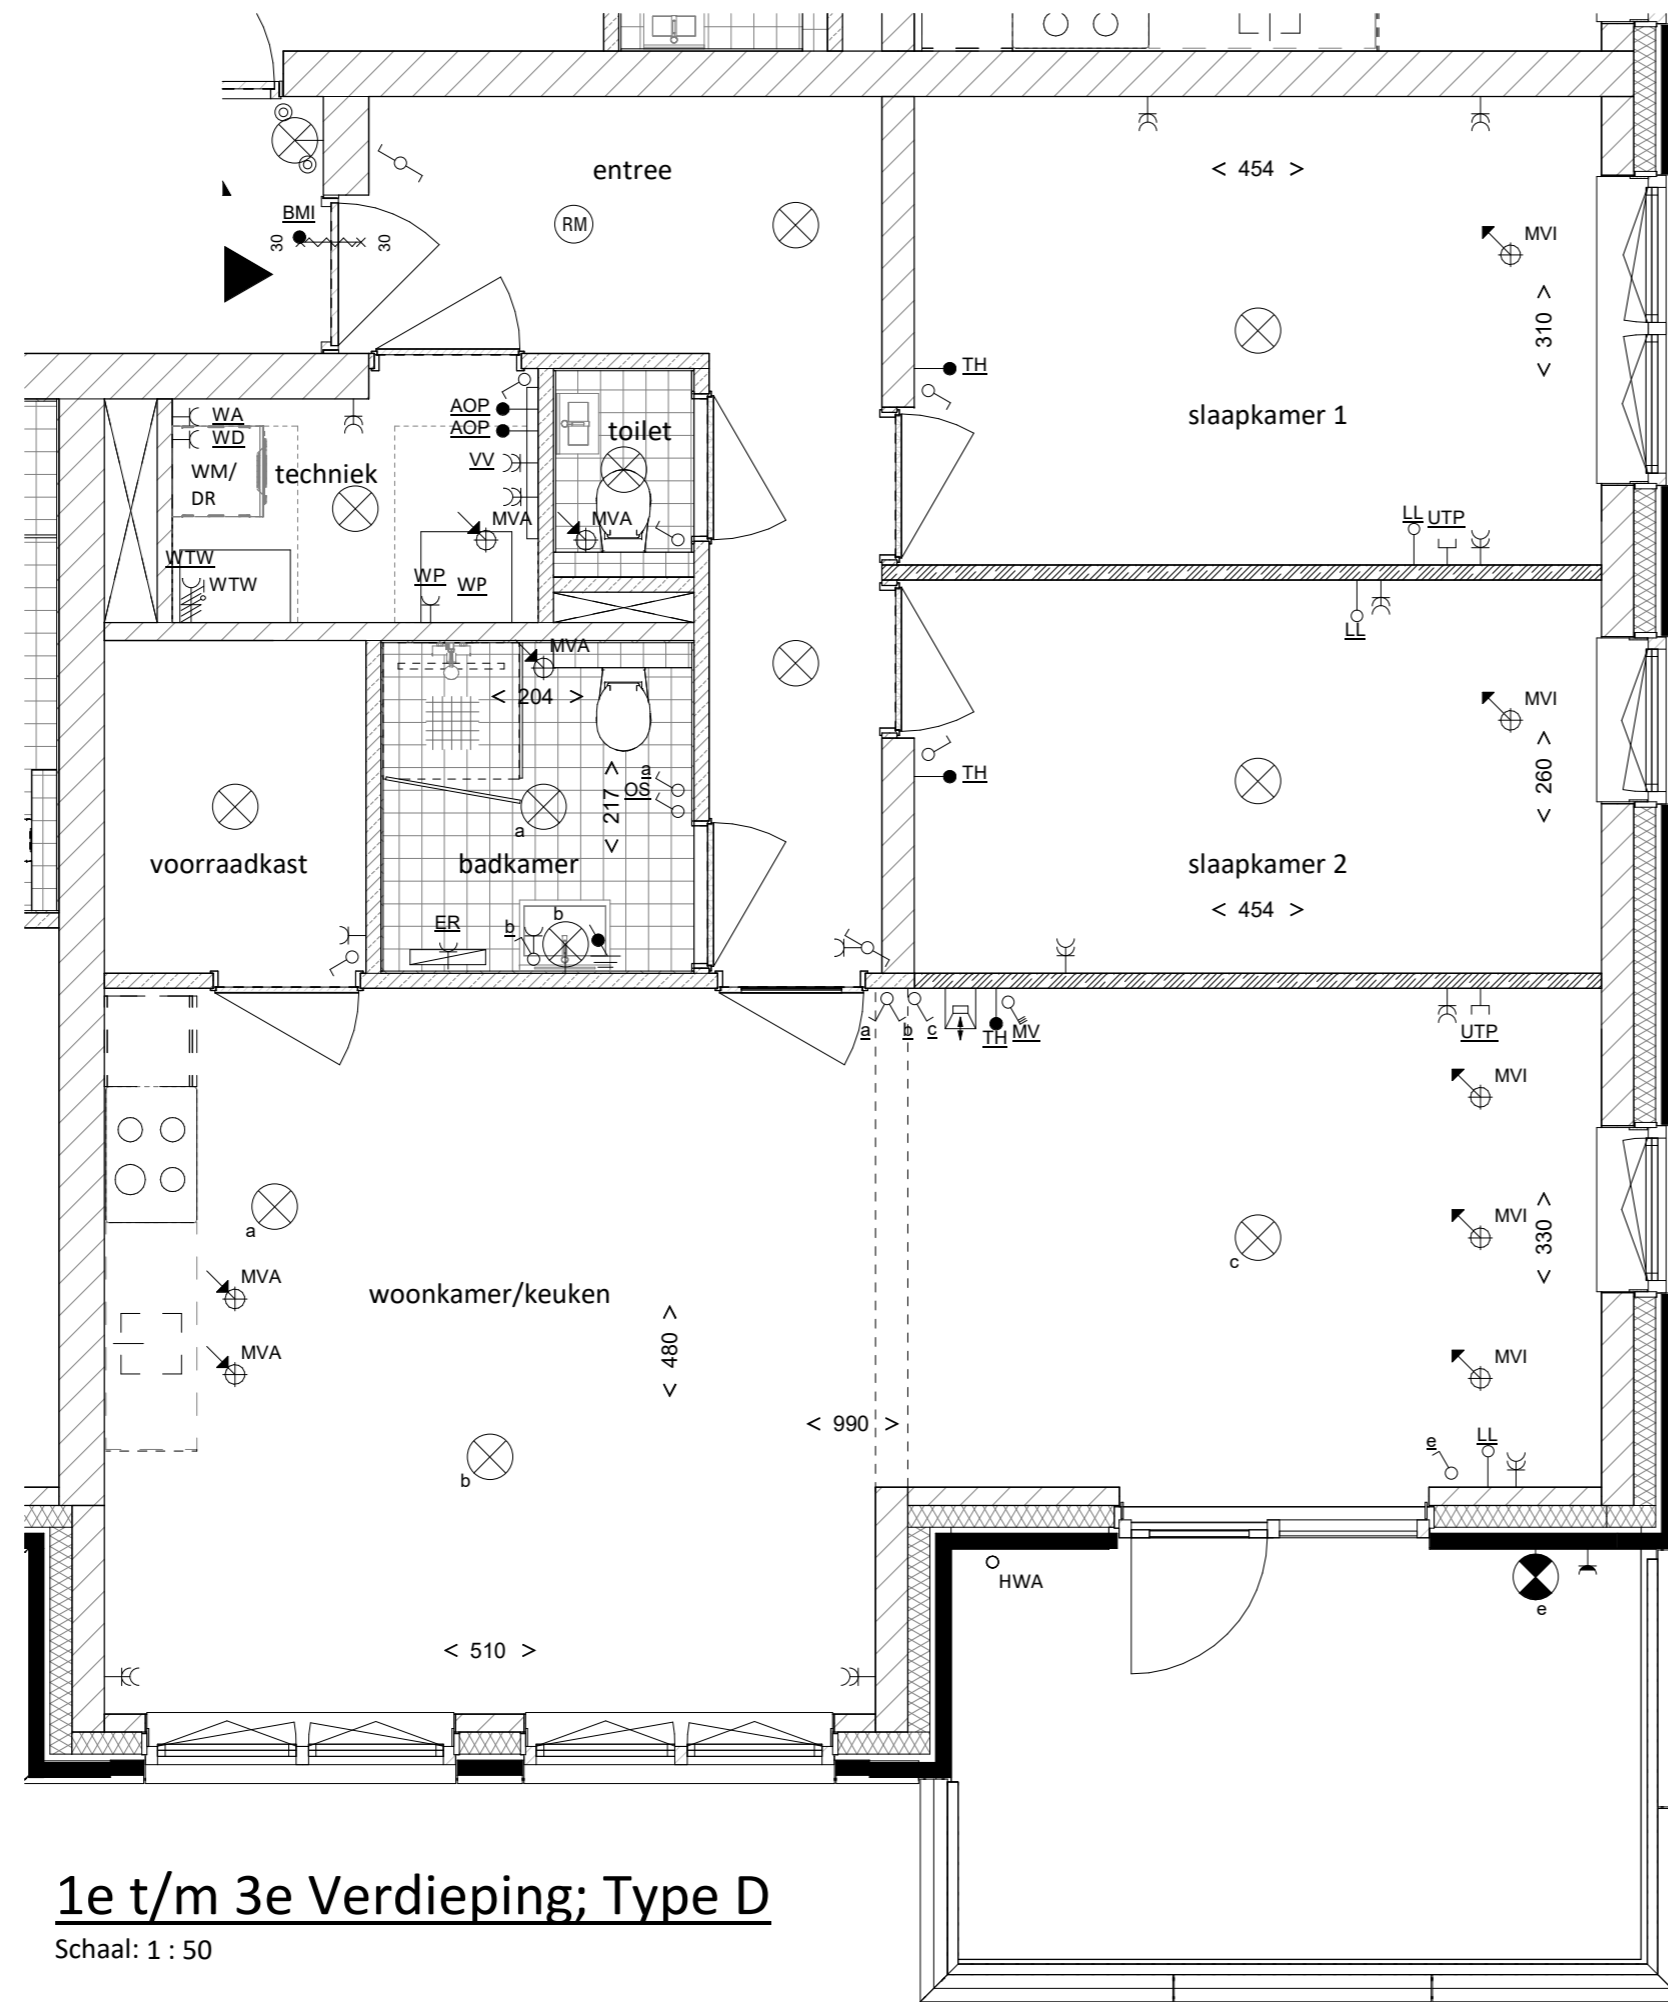 entree
< 454 >
RM
BMI
30
30
MVI
< 310 >
TH
slaapkamer 1
AOP
AOP
WA
WD
toilet
VV
WM/
DR
techniek
MVA
MVA
LL
UTP
WTW
WTW
WP
WP
LL
MVA
< 204 >
MVI
a
OS
< 217 >
TH
< 260 >
a
voorraadkast
badkamer
slaapkamer 2
< 454 >
ER
b
b
a
b
c
TH
MV
UTP
MVI
a
MVI
< 330 >
c
MVA
woonkamer/keuken
< 480 >
MVA
MVI
< 990 >
e
LL
b
HWA
e
< 510 >
1e t/m 3e Verdieping; Type D
Schaal: 1 : 50